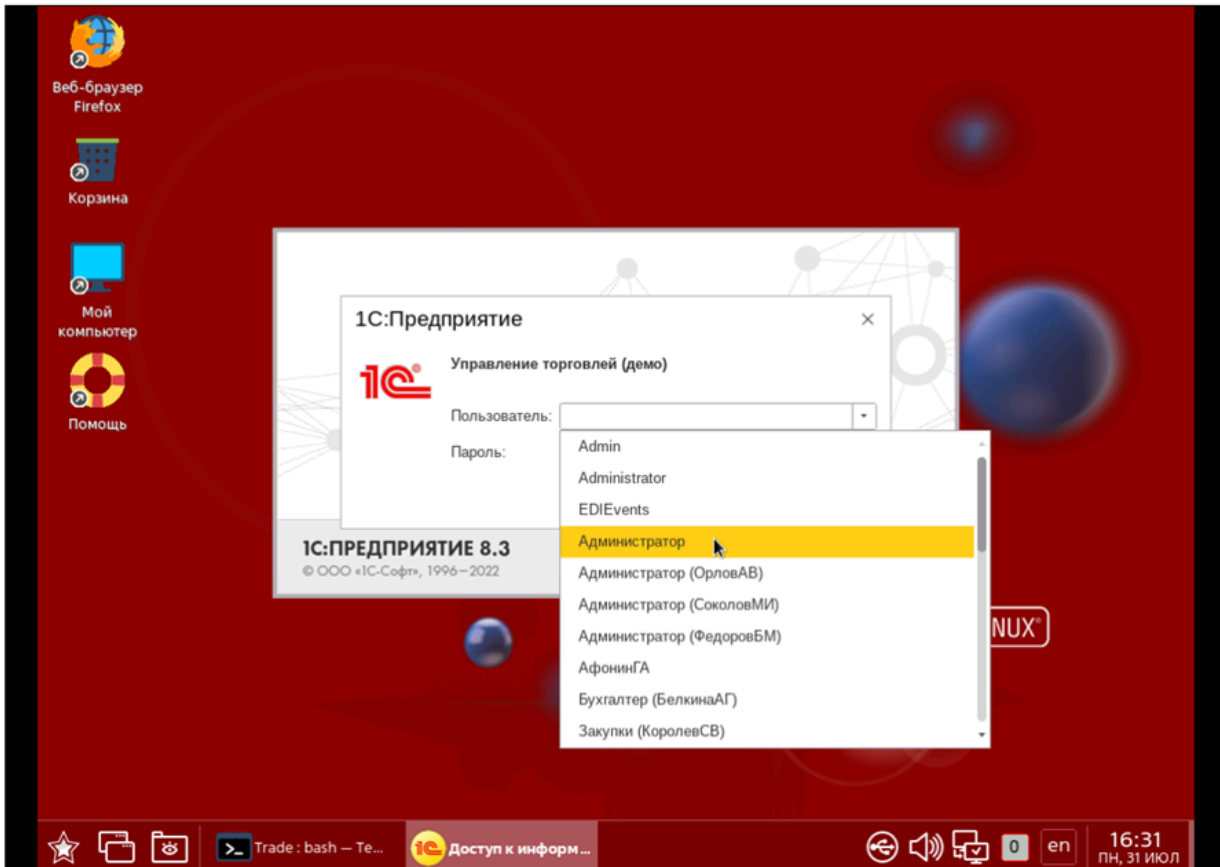 Веб-браузер
Firefox
Корзина
Мой
компьютер
Помощь
1С:Предприятие
1С
Управление торговлей (демо)
Пользователь:
Пароль:
Admin
Administrator
EDIEvents
Администратор
Администратор (ОрловАВ)
Администратор (СоколовМИ)
Администратор (ФедоровБМ)
АфонинГА
Бухгалтер (БелкинаАГ)
Закупки (КоролевСВ)
1С:ПРЕДПРИЯТИЕ 8.3
© ООО «1С-Софт», 1996–2022
NUX®
Trade : bash — Te...
1С
Доступ к информ...
0
en
16:31
ПН, 31 ИЮЛ